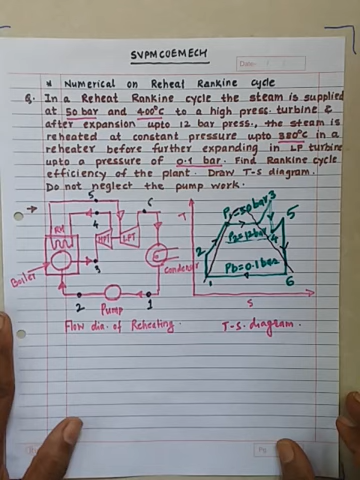 SVPMCOEMECH
Date-
* Numerical on Reheat Rankine Cycle
Q. In a Reheat Rankine cycle the steam is supplied
at 50 bar and 400°C to a high press. turbine &
after expansion upto 12 bar press., the steam is
reheated at constant pressure upto 380°C in a
reheater before further expanding in LP turbine
upto a pressure of 0.1 bar. Find Rankine cycle
efficiency of the plant. Draw T-S diagram.
Do not neglect the pump work.
5 6
RH 4 HPT LPT
3
Boiler
Condenser
2 Pump 1
Flow dia. of Reheating.
T P1=50bar 3 5
P2=12bar 4
2 Pb=0.1bar
1 6
S
T-S. diagram.
Pg